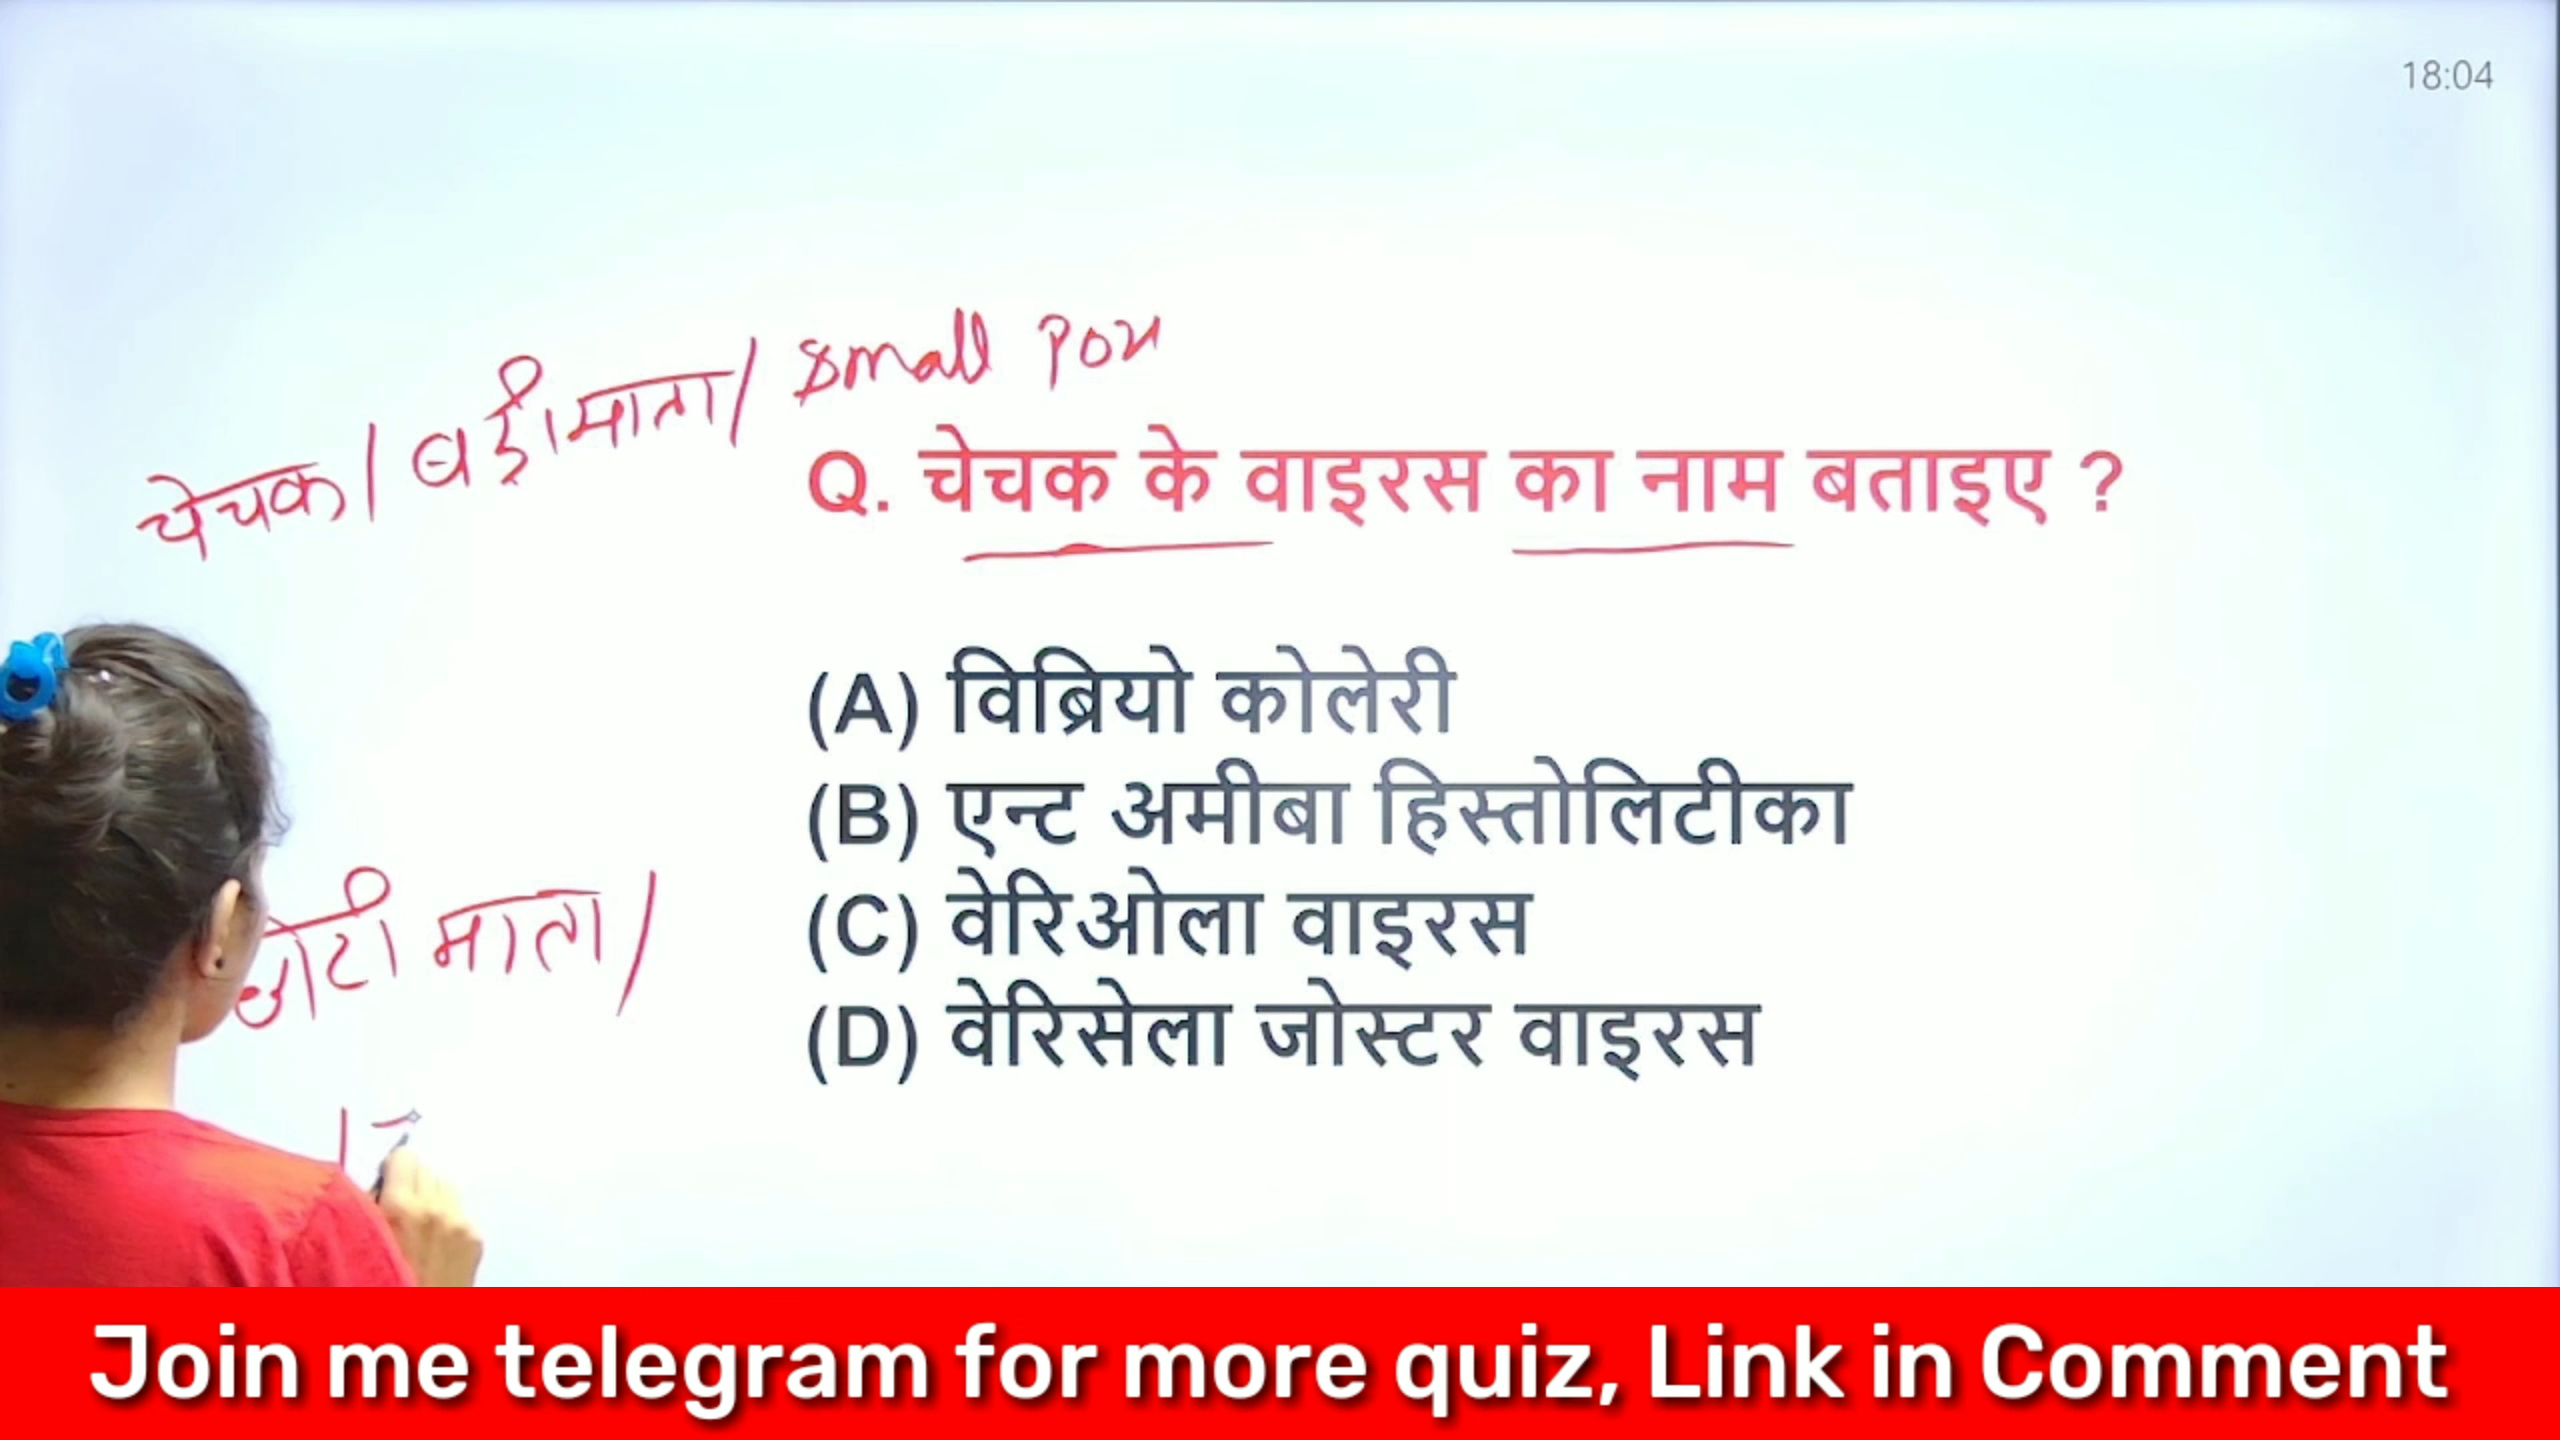 18:04
चेचक/ बड़ी माता/ Small Pox
Q. चेचक के वाइरस का नाम बताइए ?
(A) विब्रियो कोलेरी
(B) एन्ट अमीबा हिस्तोलिटीका
(C) वेरिओला वाइरस
(D) वेरिसेला जोस्टर वाइरस
छोटी माता/
Join me telegram for more quiz, Link in Comment